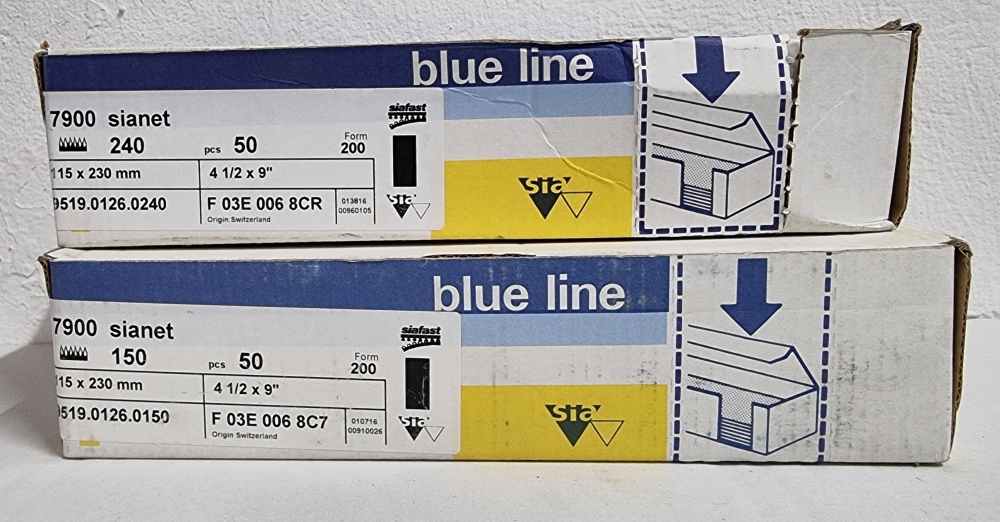 blue line
7900 sianet
siafast
240 pcs 50 Form 200
115 x 230 mm 4 1/2 x 9"
9519.0126.0240 F 03E 006 8CR 013816
00960105
Origin:Switzerland
sia
sia
blue line
7900 sianet
siafast
150 pcs 50 Form 200
115 x 230 mm 4 1/2 x 9"
9519.0126.0150 F 03E 006 8C7 010716
00910026
Origin:Switzerland
sia
sia